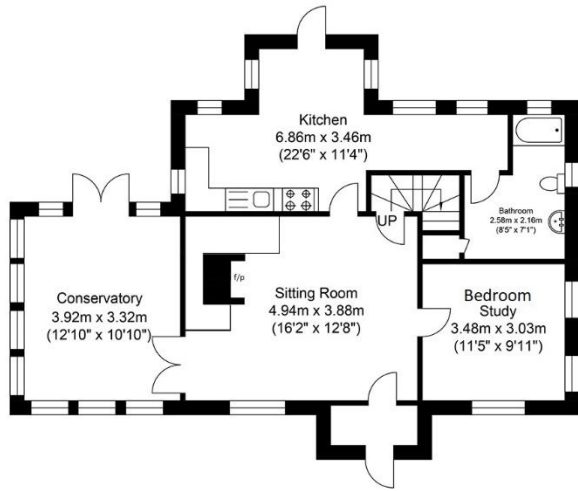 Kitchen
6.86m x 3.46m
(22'6" x 11'4")
UP
Bathroom
2.58m x 2.16m
(8'5" x 7'1")
f/p
Sitting Room
4.94m x 3.88m
(16'2" x 12'8")
Conservatory
3.92m x 3.32m
(12'10" x 10'10")
Bedroom
Study
3.48m x 3.03m
(11'5" x 9'11")